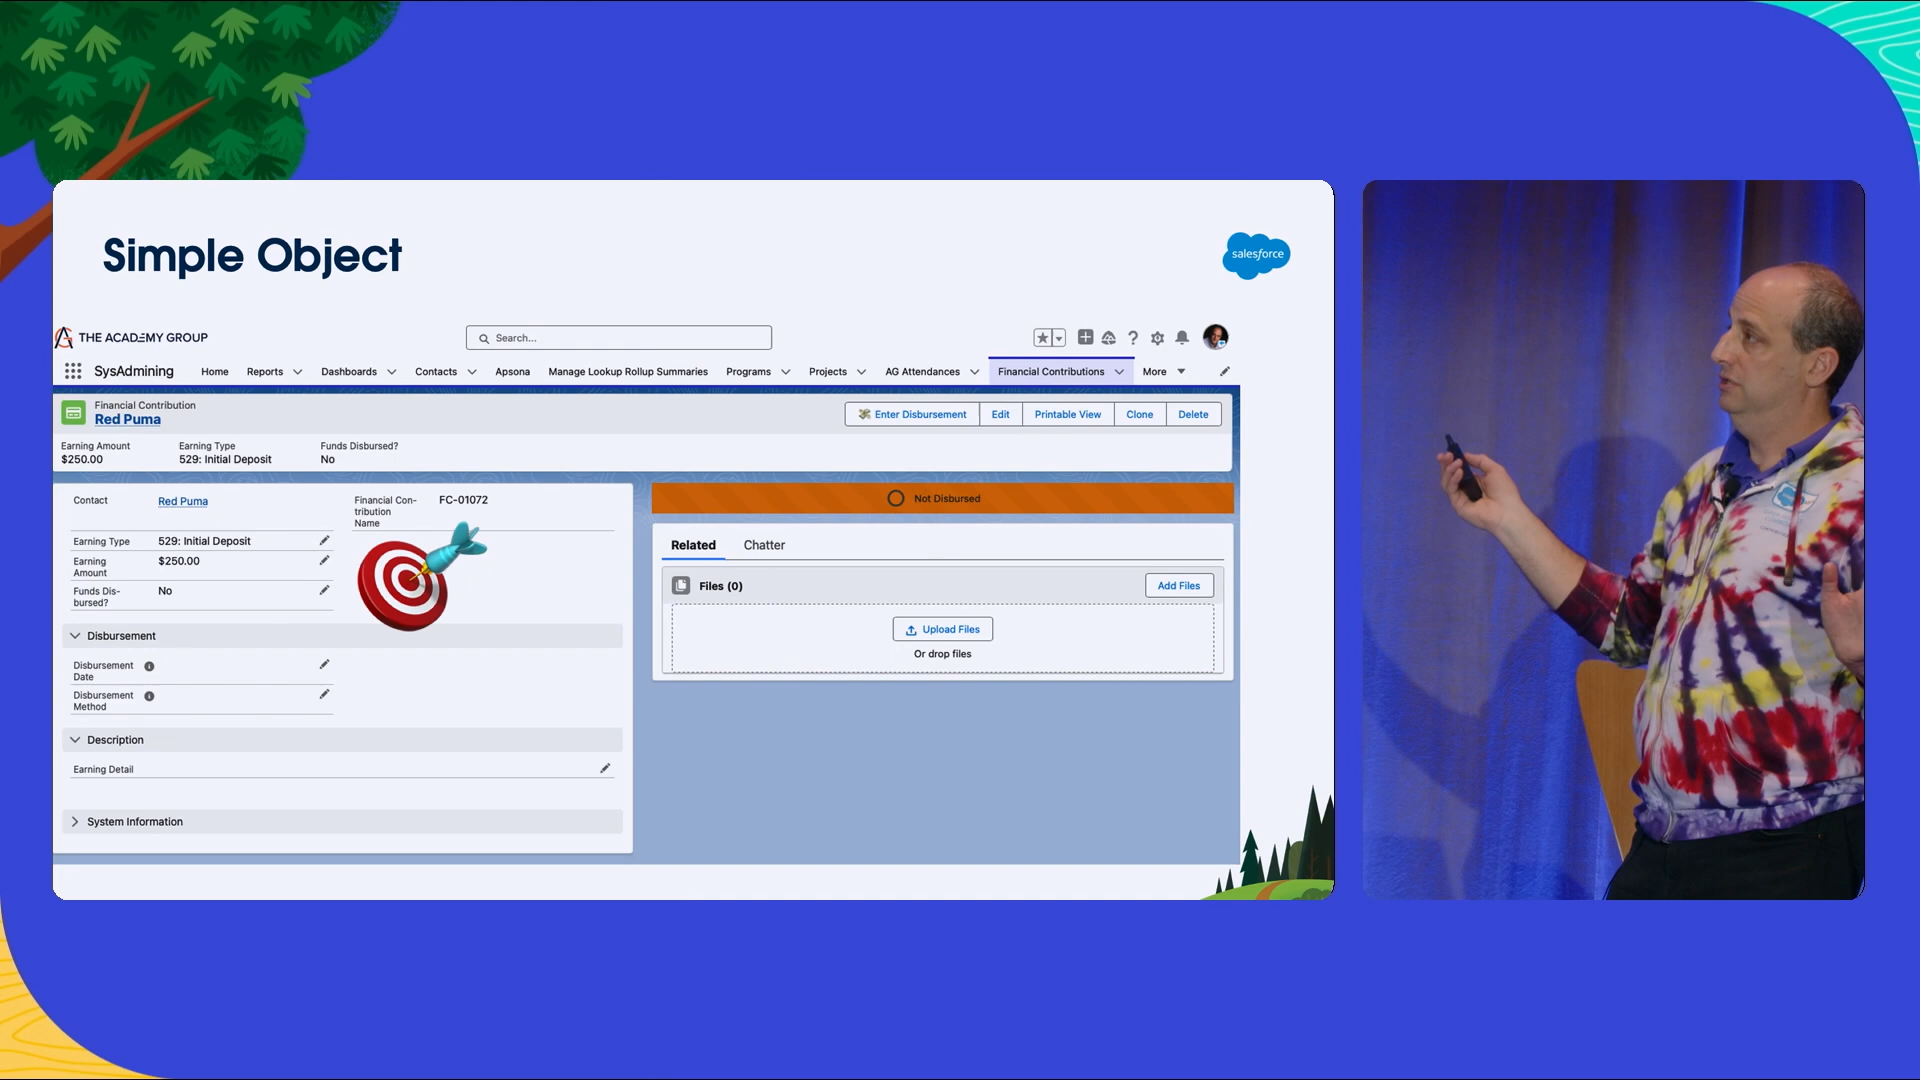 Simple Object
salesforce
THE ACADEMY GROUP
Search...
SysAdmining
Home
Reports
Dashboards
Contacts
Apsona
Manage Lookup Rollup Summaries
Programs
Projects
AG Attendances
Financial Contributions
More
Financial Contribution
Red Puma
Enter Disbursement
Edit
Printable View
Clone
Delete
Earning Amount
$250.00
Earning Type
529: Initial Deposit
Funds Disbursed?
No
Contact
Red Puma
Financial Con-
tribution
Name
FC-01072
Earning Type
529: Initial Deposit
Earning
Amount
$250.00
Funds Dis-
bursed?
No
Disbursement
Disbursement
Date
Disbursement
Method
Description
Earning Detail
System Information
Not Disbursed
Related
Chatter
Files (0)
Add Files
Upload Files
Or drop files